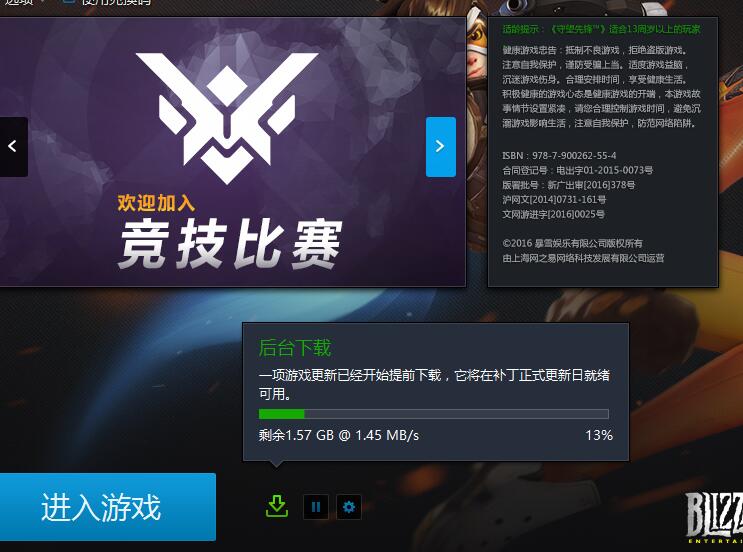 使用兑换码
适龄提示：《守望先锋™》适合13周岁以上的玩家
健康游戏忠告：抵制不良游戏，拒绝盗版游戏。
注意自我保护，谨防受骗上当。适度游戏益脑，
沉迷游戏伤身。合理安排时间，享受健康生活。
积极健康的游戏心态是健康游戏的开端，本游戏故
事情节设置紧凑，请您合理控制游戏时间，避免沉
溺游戏影响生活，注意自我保护，防范网络陷阱。
ISBN：978-7-900262-55-4
合同登记号：电出字01-2015-0073号
版署批号：新广出审[2016]378号
沪网文[2014]0731-161号
文网游进字[2016]0025号
©2016 暴雪娱乐有限公司版权所有
由上海网之易网络科技发展有限公司运营
欢迎加入
竞技比赛
后台下载
一项游戏更新已经开始提前下载，它将在补丁正式更新日就绪
可用。
剩余1.57 GB @ 1.45 MB/s 13%
进入游戏